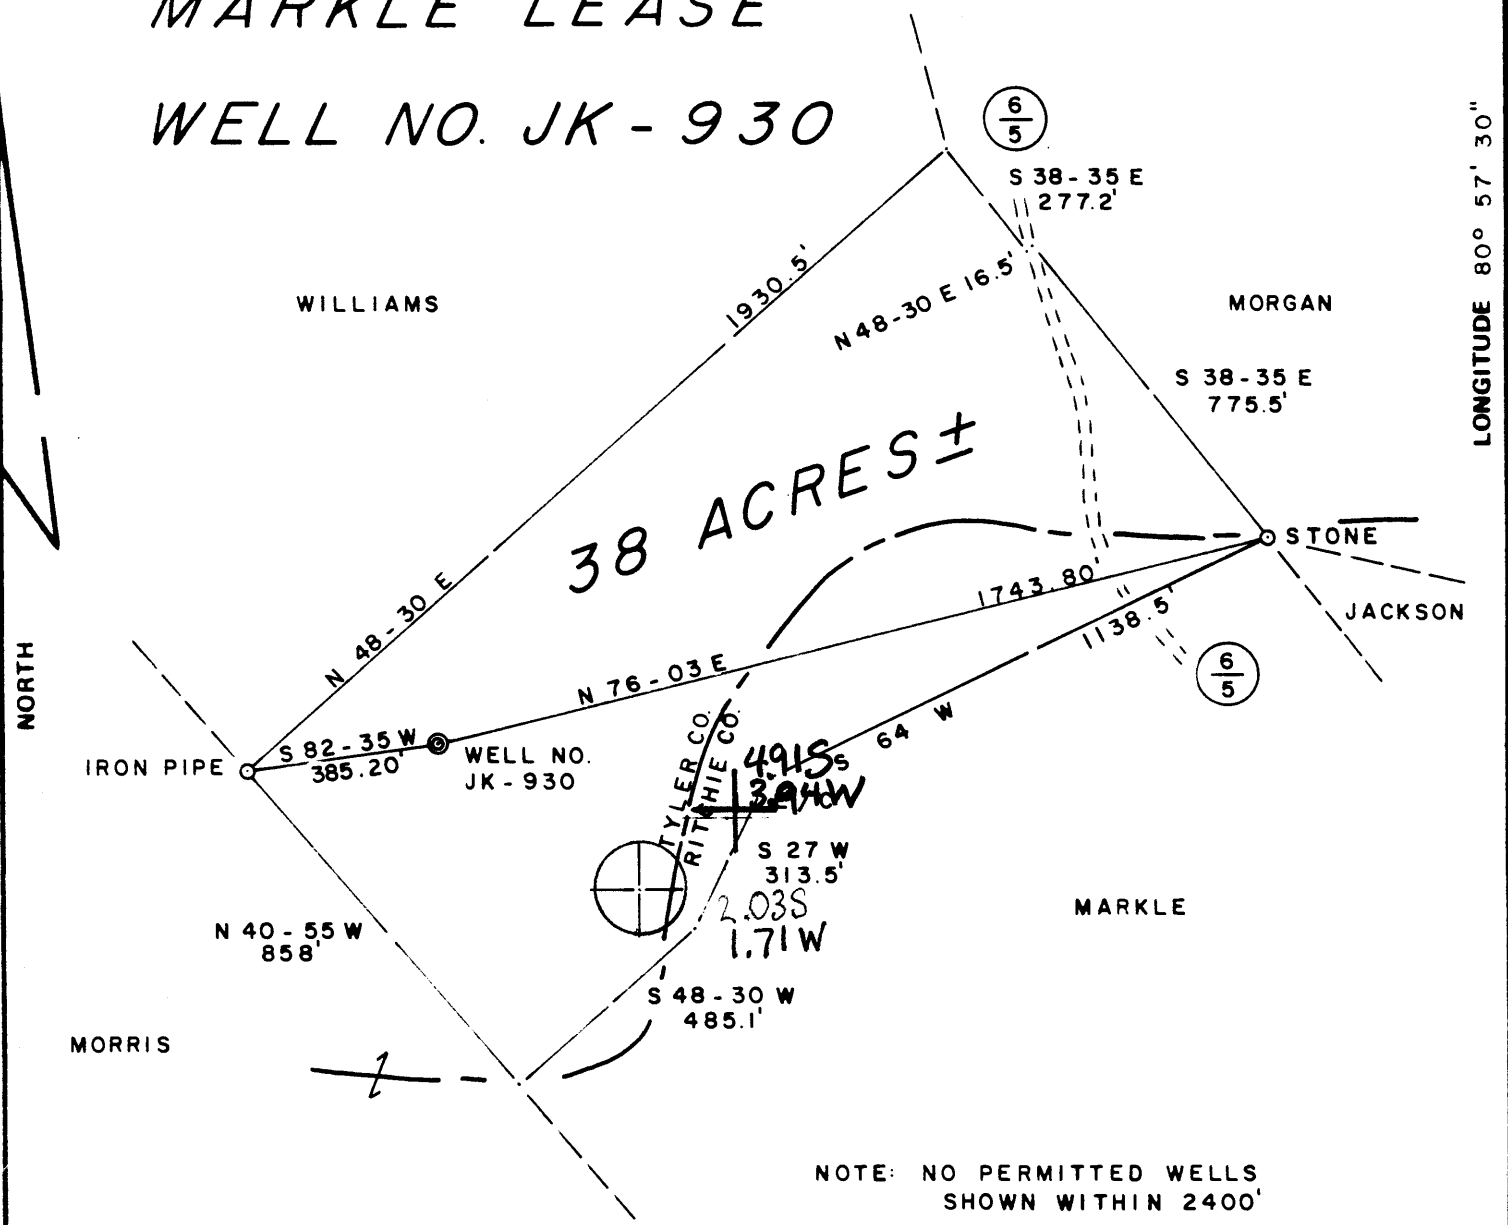 MARKLE LEASE
WELL NO. JK-930
6
5
S 38-35 E
277.2'
LONGITUDE 80° 57' 30"
WILLIAMS
1930.5'
N 48-30 E 16.5'
MORGAN
S 38-35 E
775.5'
38 ACRES ±
STONE
N 48-30 E
1743.80'
1138.5'
JACKSON
NORTH
N 76-03 E
6
5
S 82-35 W
385.20'
IRON PIPE
WELL NO.
JK-930
TYLER CO.
RITCHIE CO.
S 64 W
4.91S
3.94W
S 27 W
313.5'
2.03S
1.71W
MARKLE
N 40-55 W
858'
S 48-30 W
485.1'
MORRIS
NOTE: NO PERMITTED WELLS
SHOWN WITHIN 2400'